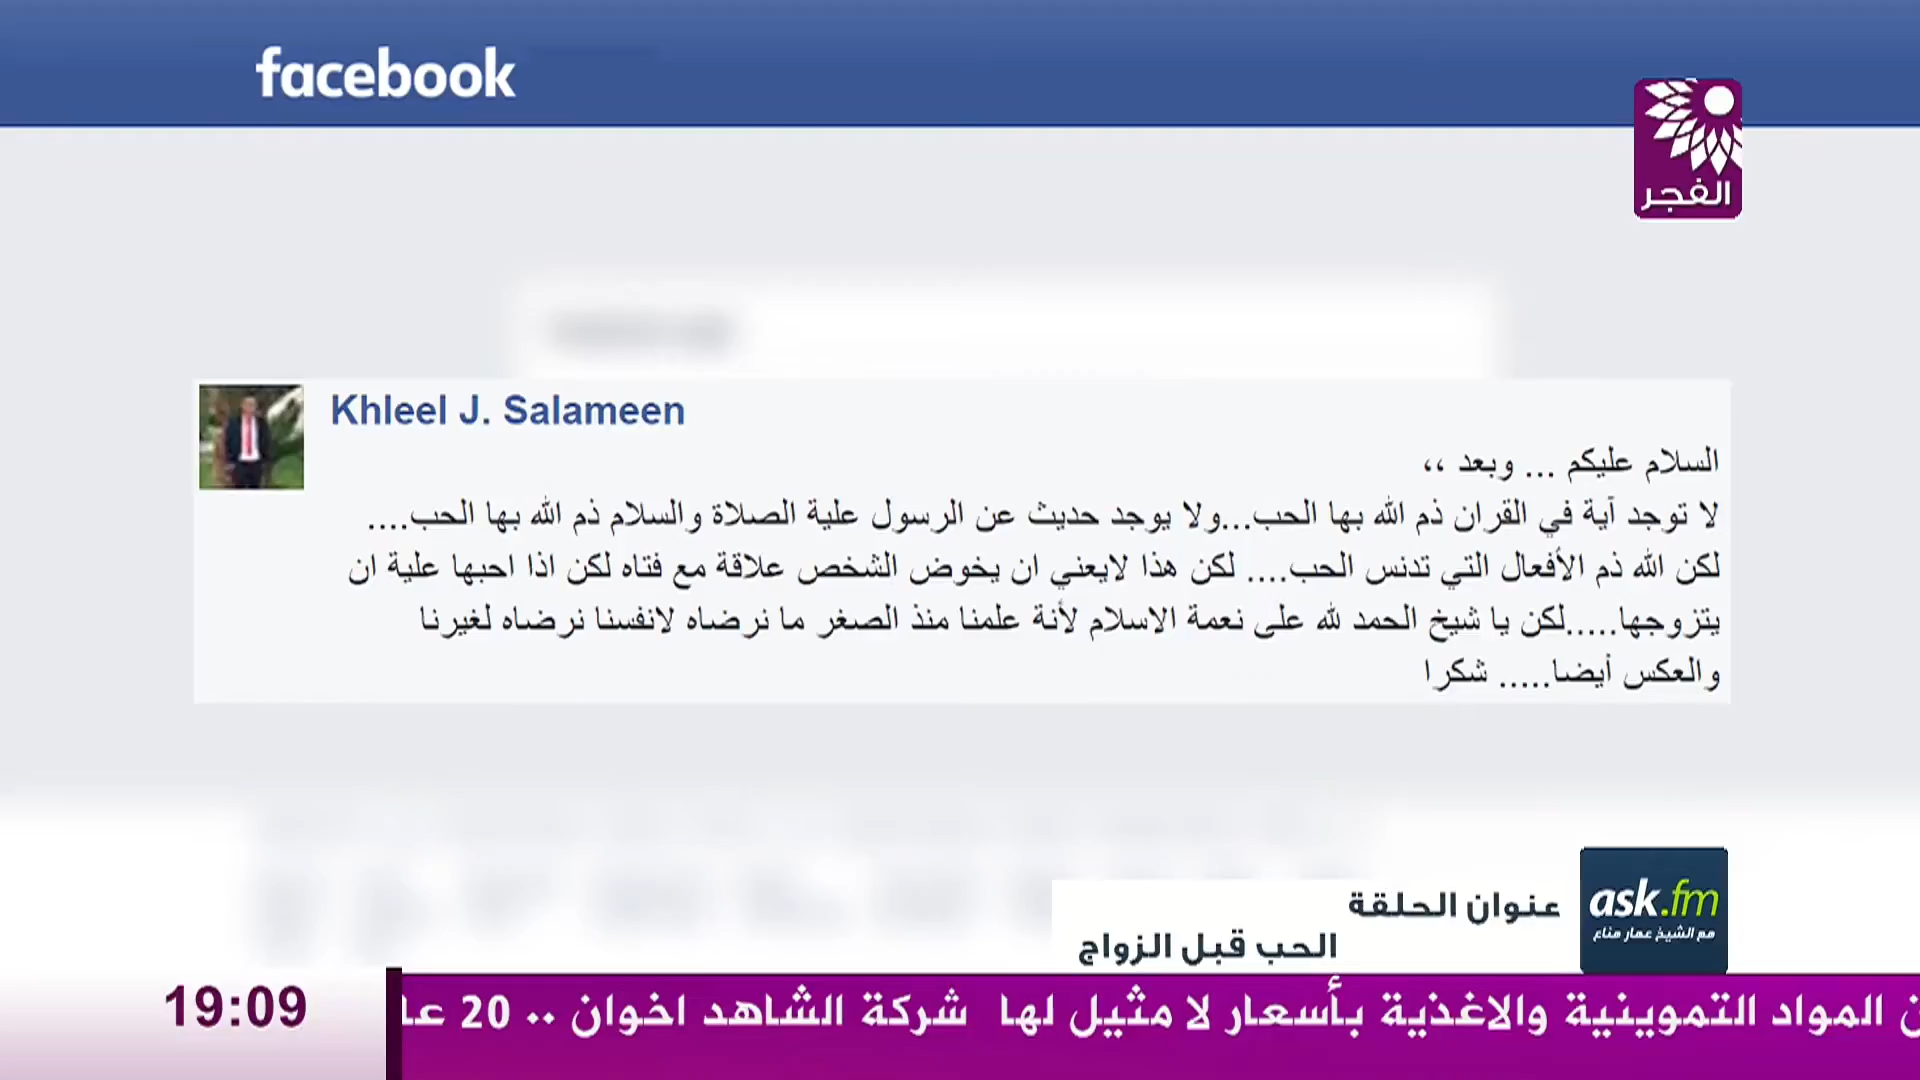 facebook
الفجر
Khleel J. Salameen
السلام عليكم ... وبعد ،،
لا توجد آية في القران ذم الله بها الحب...ولا يوجد حديث عن الرسول علية الصلاة والسلام ذم الله بها الحب....
لكن الله ذم الأفعال التي تدنس الحب.... لكن هذا لايعني ان يخوض الشخص علاقة مع فتاه لكن اذا احبها علية ان
يتزوجها.....لكن يا شيخ الحمد لله على نعمة الاسلام لأنة علمنا منذ الصغر ما نرضاه لانفسنا نرضاه لغيرنا
والعكس أيضا..... شكرا
ask.fm
مع الشيخ عمار مناع
عنوان الحلقة
الحب قبل الزواج
19:09
المواد التموينية والاغذية بأسعار لا مثيل لها شركة الشاهد اخوان .. 20